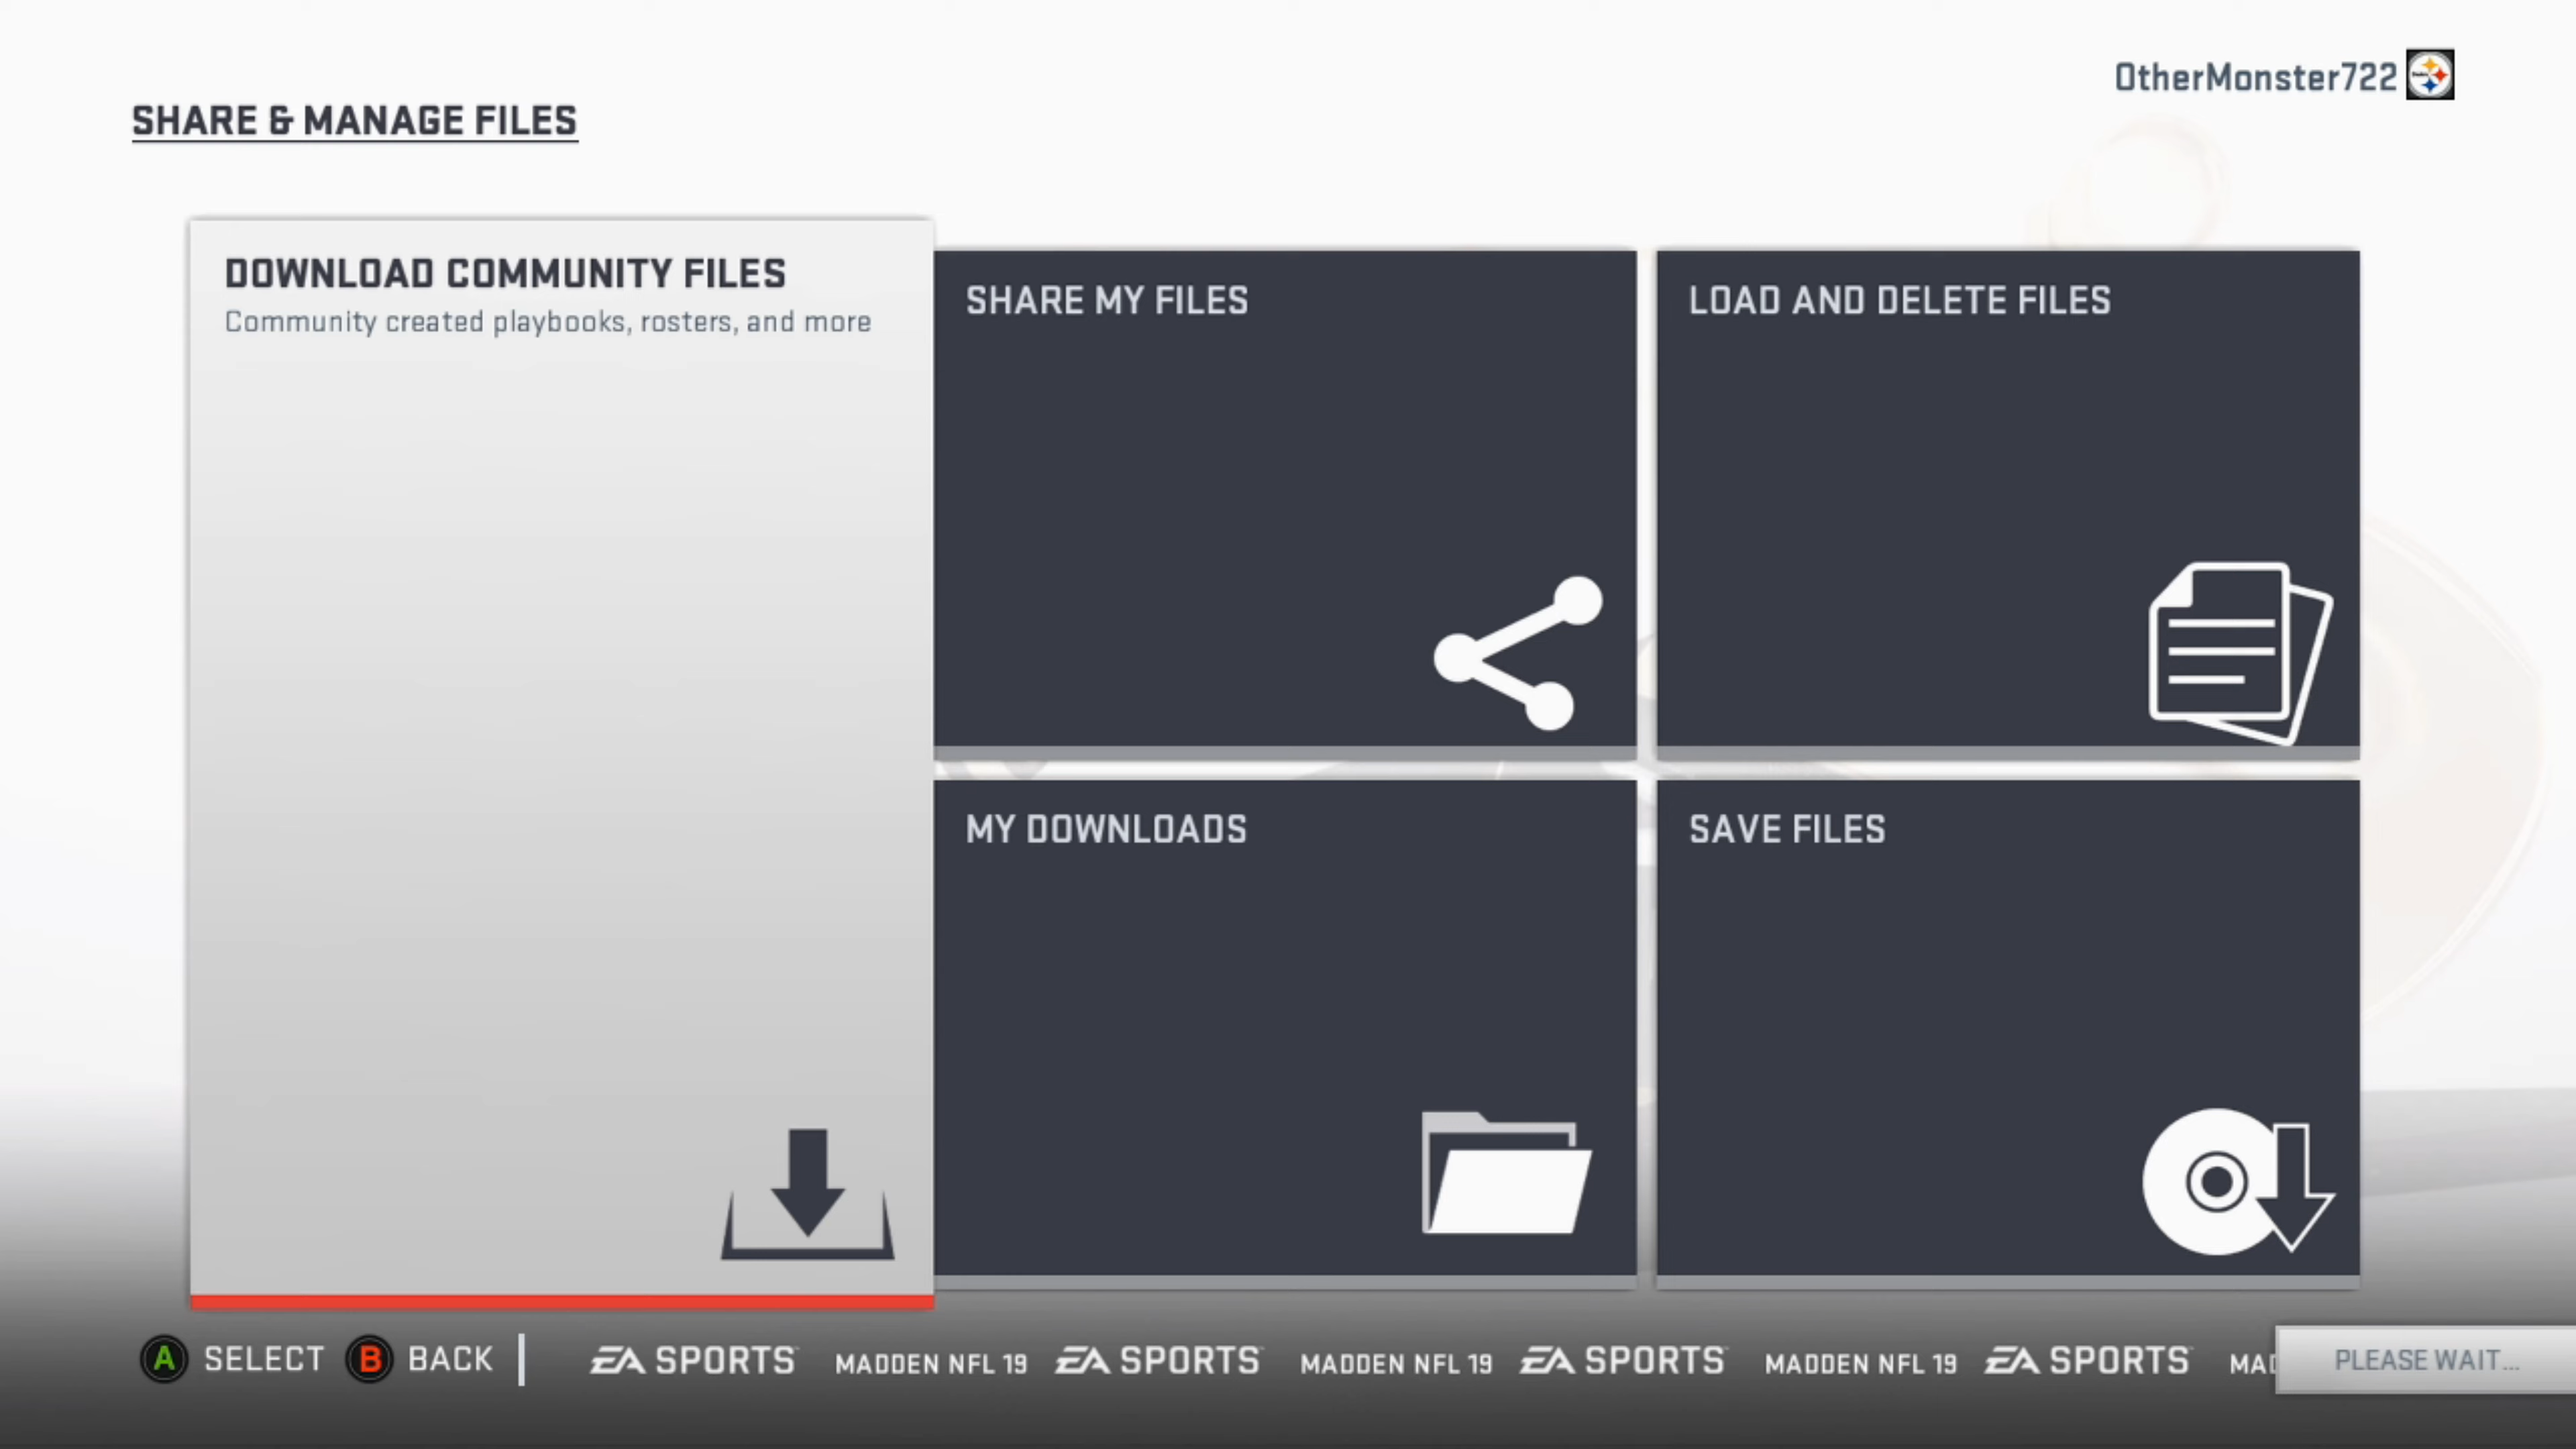 OtherMonster722
SHARE & MANAGE FILES
DOWNLOAD COMMUNITY FILES
Community created playbooks, rosters, and more
SHARE MY FILES
LOAD AND DELETE FILES
MY DOWNLOADS
SAVE FILES
A SELECT B BACK EA SPORTS MADDEN NFL 19 EA SPORTS MADDEN NFL 19 EA SPORTS MADDEN NFL 19 EA SPORTS MAD PLEASE WAIT...